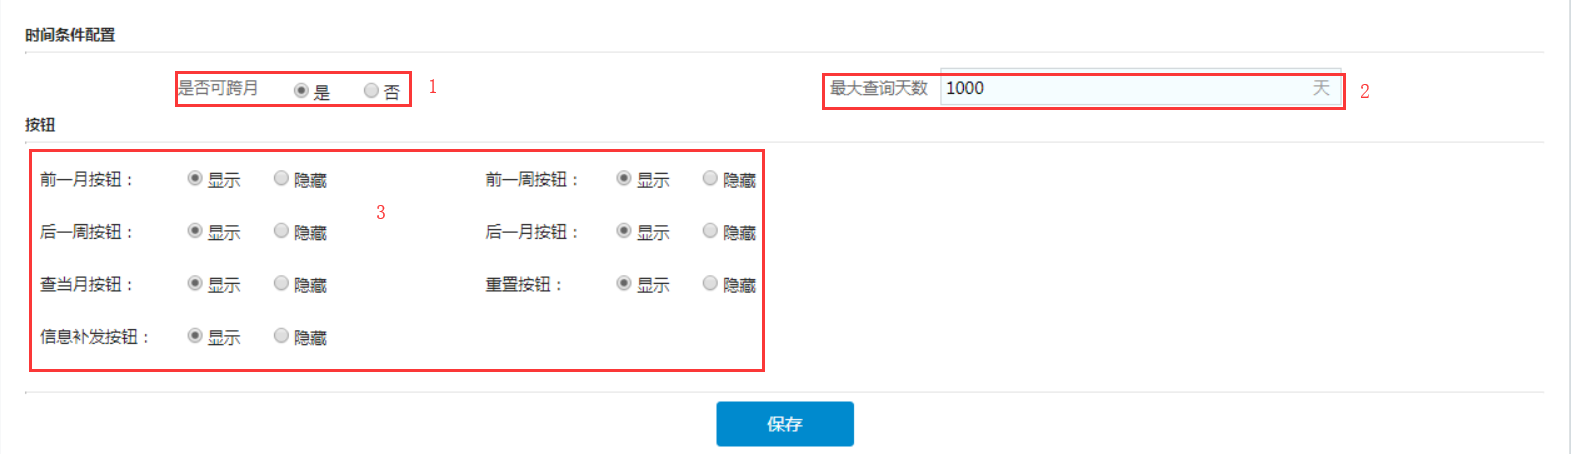 时间条件配置
是否可跨月 是 否 1 最大查询天数 1000 天 2
按钮
前一月按钮： 显示 隐藏 前一周按钮： 显示 隐藏
3
后一周按钮： 显示 隐藏 后一月按钮： 显示 隐藏
查当月按钮： 显示 隐藏 重置按钮： 显示 隐藏
信息补发按钮： 显示 隐藏
保存